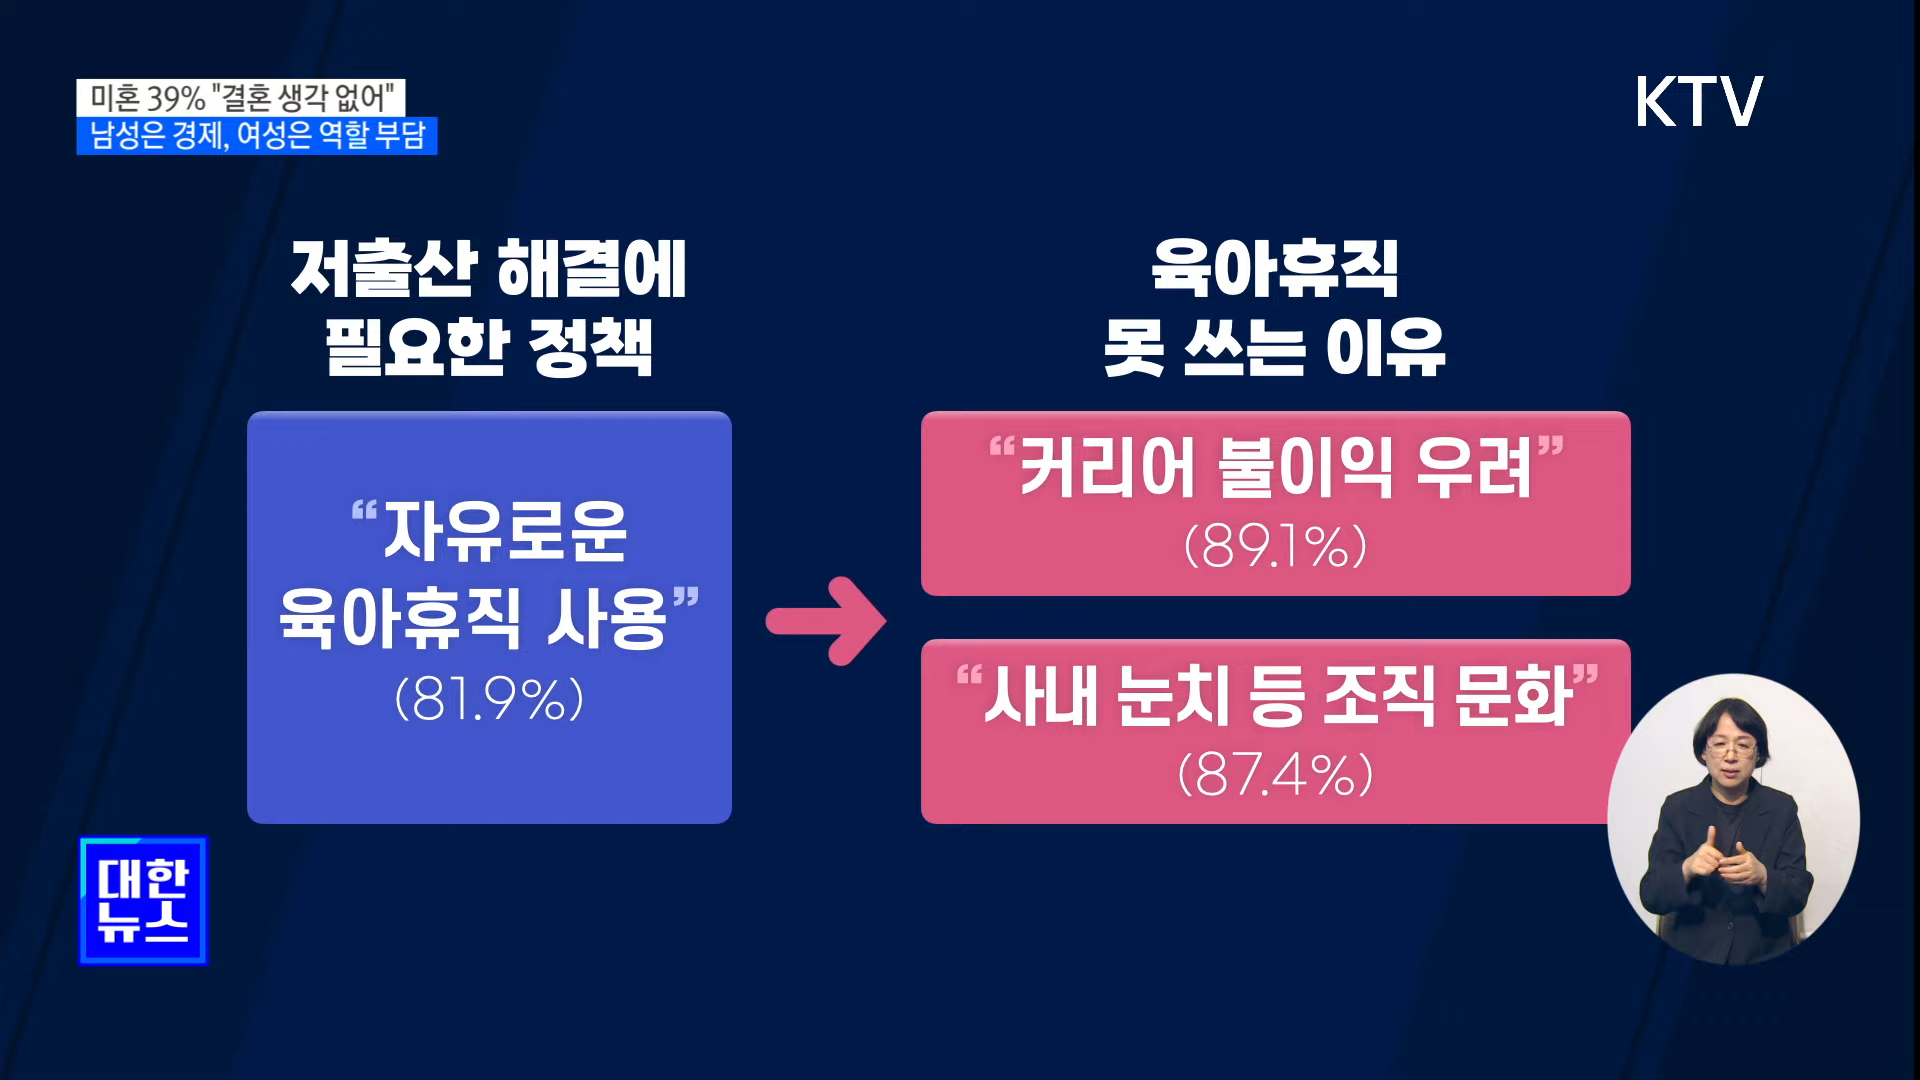 미혼 39% "결혼 생각 없어"
남성은 경제, 여성은 역할 부담
KTV
저출산 해결에
필요한 정책
“자유로운
육아휴직 사용”
(81.9%)
육아휴직
못 쓰는 이유
“커리어 불이익 우려”
(89.1%)
“사내 눈치 등 조직 문화”
(87.4%)
대한
뉴스